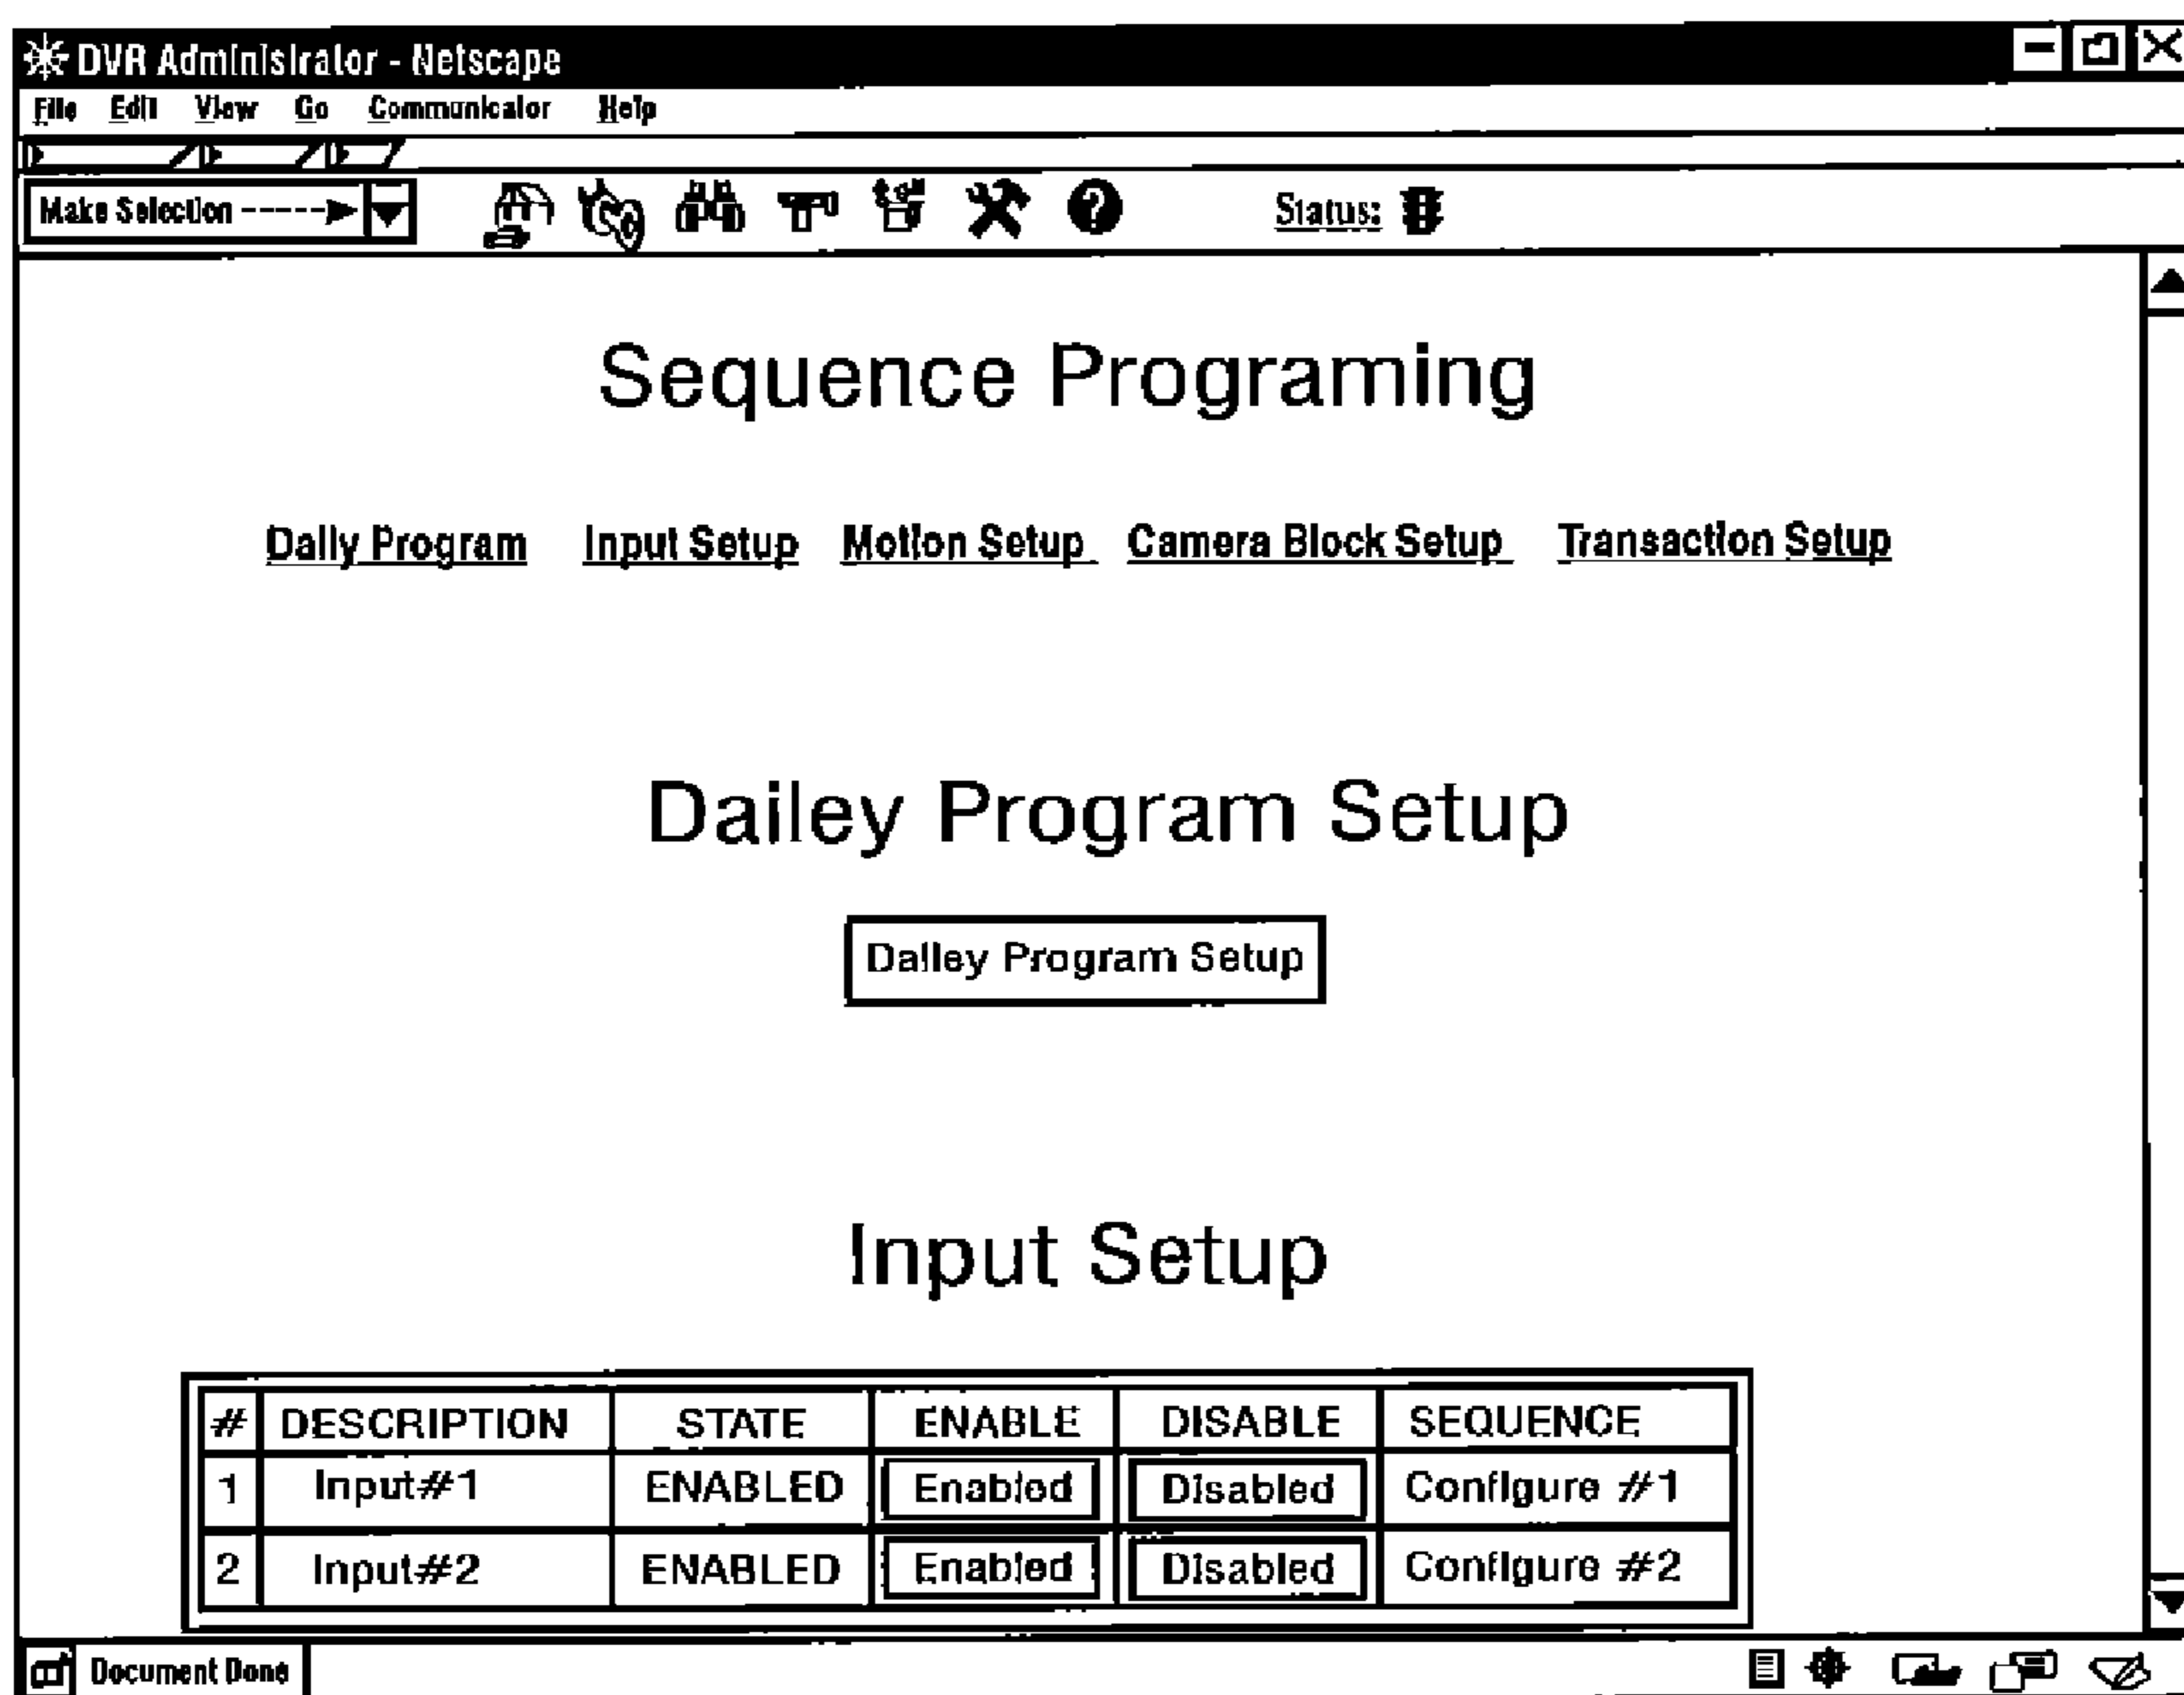 DVR Administrator - Netscape
File Edit View Go Communicator Help
Make Selection -----
Status:
Sequence Programing
Daily Program Input Setup Motion Setup Camera Block Setup Transaction Setup
Dailey Program Setup
Dailey Program Setup
Input Setup
# DESCRIPTION STATE ENABLE DISABLE SEQUENCE
1 Input#1 ENABLED Enabled Disabled Configure #1
2 Input#2 ENABLED Enabled Disabled Configure #2
Document Done